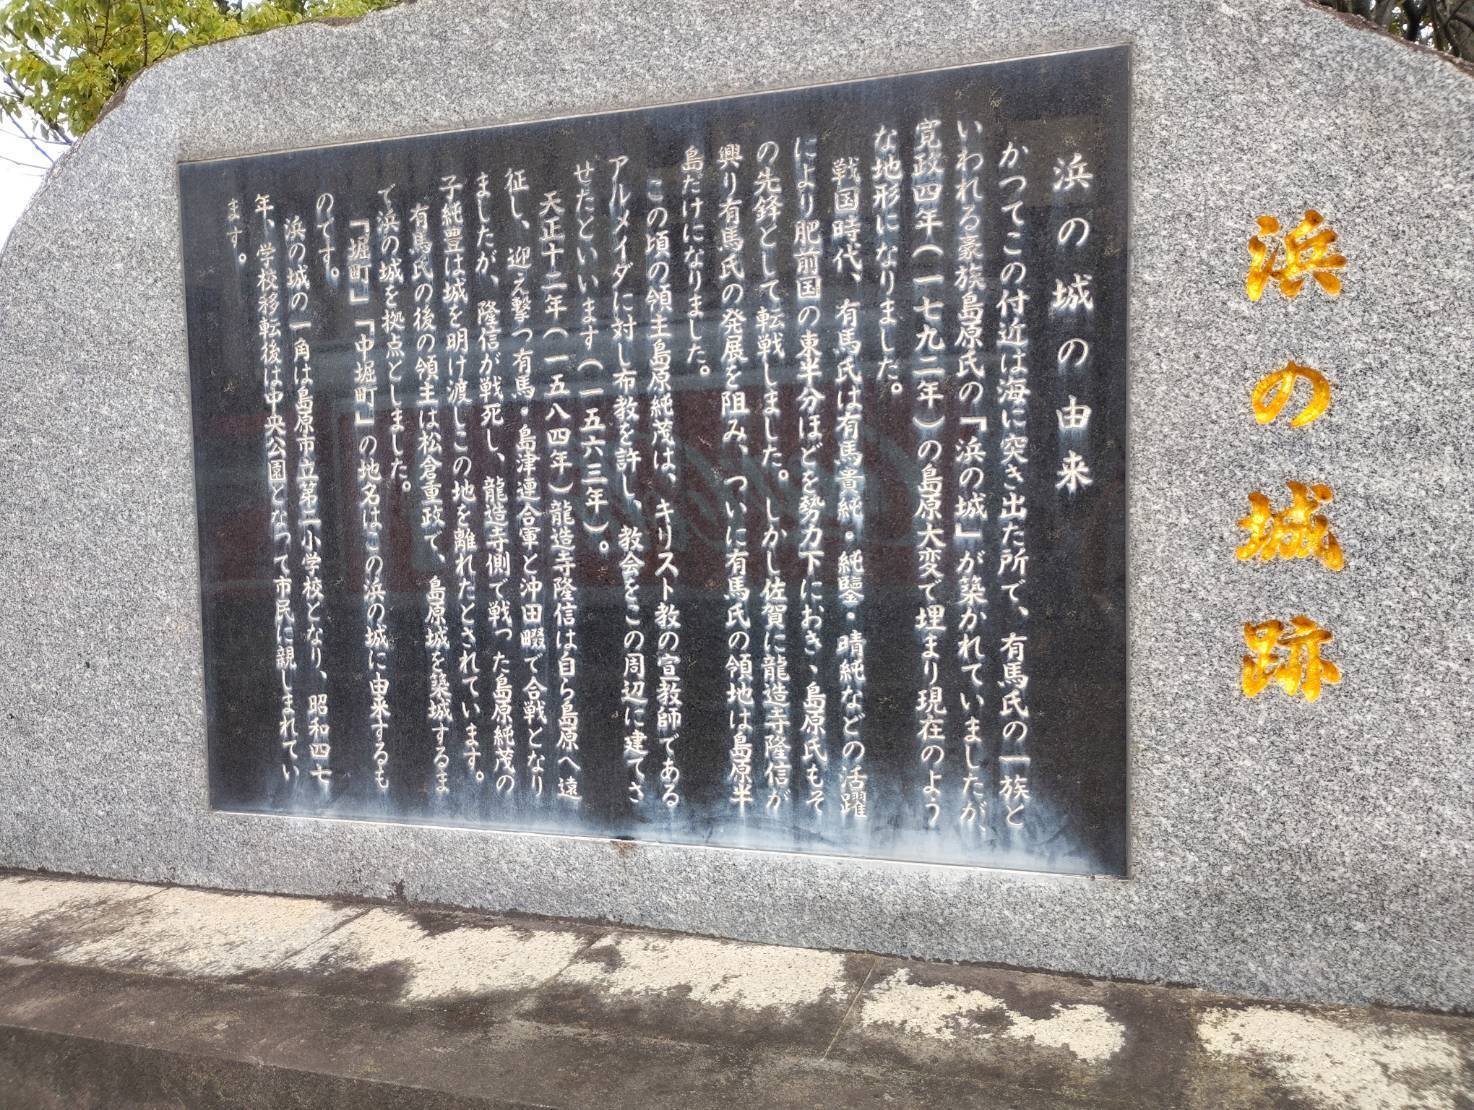 浜の城跡
浜の城の由来
かつてこの付近は海に突き出た所で、有馬氏の一族と
いわれる豪族島原氏の「浜の城」が築かれていましたが、
寛政四年(一七九二年)の島原大変で埋まり現在のよう
な地形になりました。
戦国時代、有馬氏は有馬貴純・純鑒・晴純などの活躍
により肥前国の東半分ほどを勢力下におき、島原氏もそ
の先鋒として転戦しました。しかし佐賀に龍造寺隆信が
興り有馬氏の発展を阻み、ついに有馬氏の領地は島原半
島だけになりました。
この頃の領主島原純茂は、キリスト教の宣教師である
アルメイダに対し布教を許し、教会をこの周辺に建てさ
せたといいます(一五六三年)。
天正十二年(一五八四年)龍造寺隆信は自ら島原へ遠
征し、迎え撃つ有馬・島津連合軍と沖田畷で合戦となり
ましたが、隆信が戦死し、龍造寺側で戦った島原純茂の
子純豊は城を明け渡しこの地を離れたとされています。
有馬氏の後の領主は松倉重政で、島原城を築城するま
で浜の城を拠点としました。
「堀町」「中堀町」の地名はこの浜の城に由来するも
のです。
浜の城の一角は島原市立第二小学校となり、昭和四七
年、学校移転後は中央公園となって市民に親しまれてい
ます。